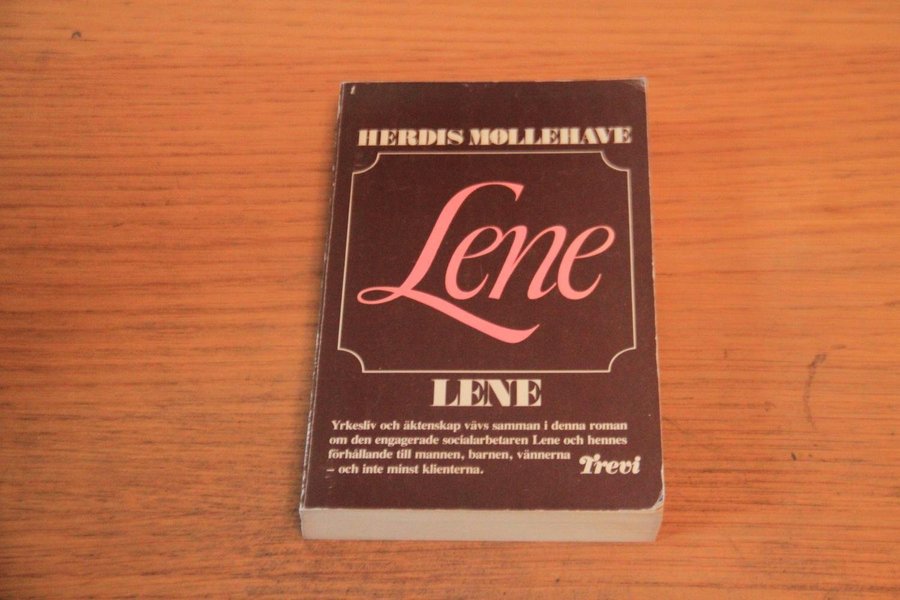 HERDIS MOLLEHAVE
Lene
LENE
Yrkesliv och äktenskap vävs samman i denna roman
om den engagerade socialarbetaren Lene och hennes
förhållande till mannen, barnen, vännerna
– och inte minst klienterna.
Trevi